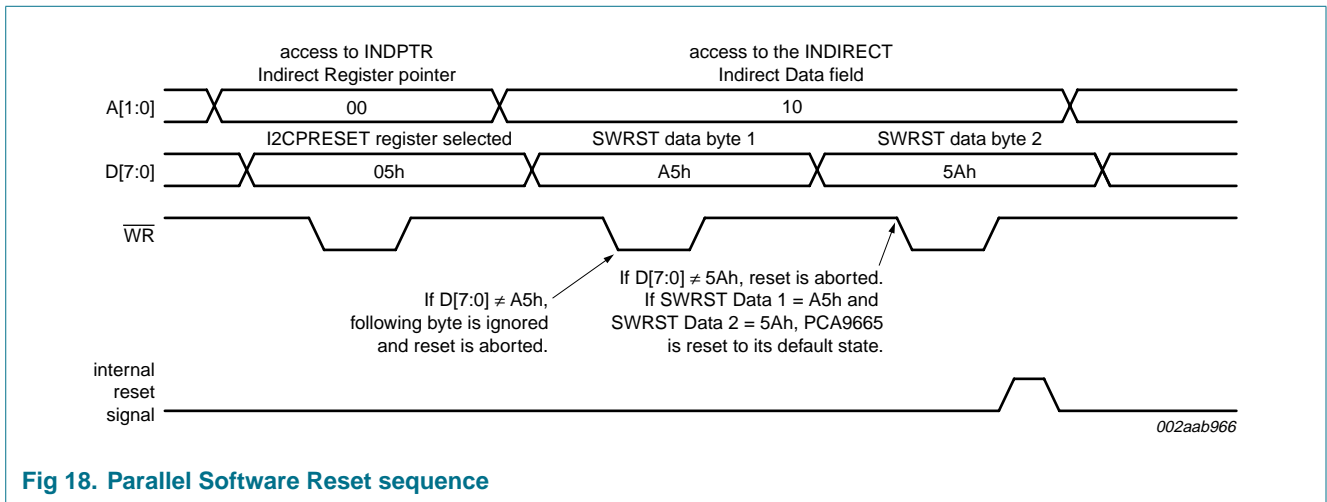 access to INDPTR
Indirect Register pointer
access to the INDIRECT
Indirect Data field
A[1:0]
00
10
I2CPRESET register selected
SWRST data byte 1
SWRST data byte 2
D[7:0]
05h
A5h
5Ah
WR
If D[7:0] ≠ A5h,
following byte is ignored
and reset is aborted.
If D[7:0] ≠ 5Ah, reset is aborted.
If SWRST Data 1 = A5h and
SWRST Data 2 = 5Ah, PCA9665
is reset to its default state.
internal
reset
signal
002aab966
Fig 18. Parallel Software Reset sequence